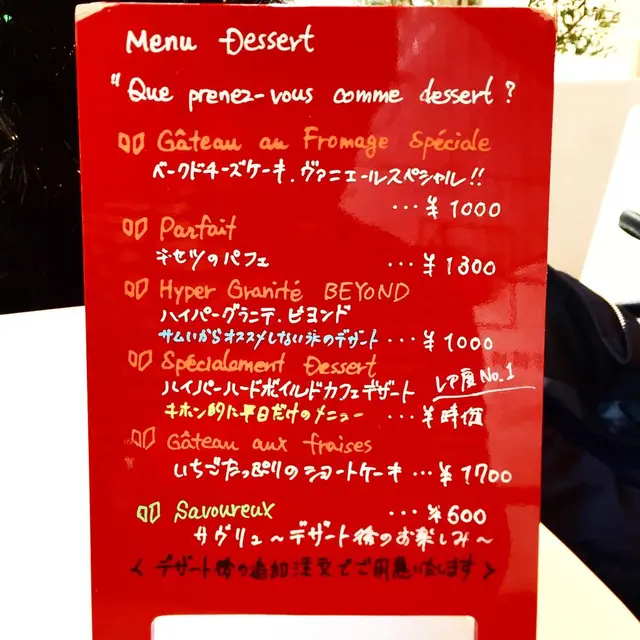 Menu Dessert
"Que prenez-vous comme dessert ?
Gâteau au Fromage Spéciale
ベークドチーズケーキ.ヴァニエールスペシャル!!
...¥1000
Parfait
キセツのパフェ ...¥1300
Hyper Granité BEYOND
ハイパーグラニテ.ビヨンド
サムいからオススメしない氷のデザート ...¥1000
Spécialement Dessert
ハイパーハードボイルドカフェデザート レア度No.1
キホン的に平日だけのメニュー ...¥時価
Gâteau aux fraises
いちごたっぷりのショートケーキ ...¥1700
Savoureux ...¥600
サヴリュ〜デザート後のお楽しみ〜
<デザート後の追加注文でご用意いたします>